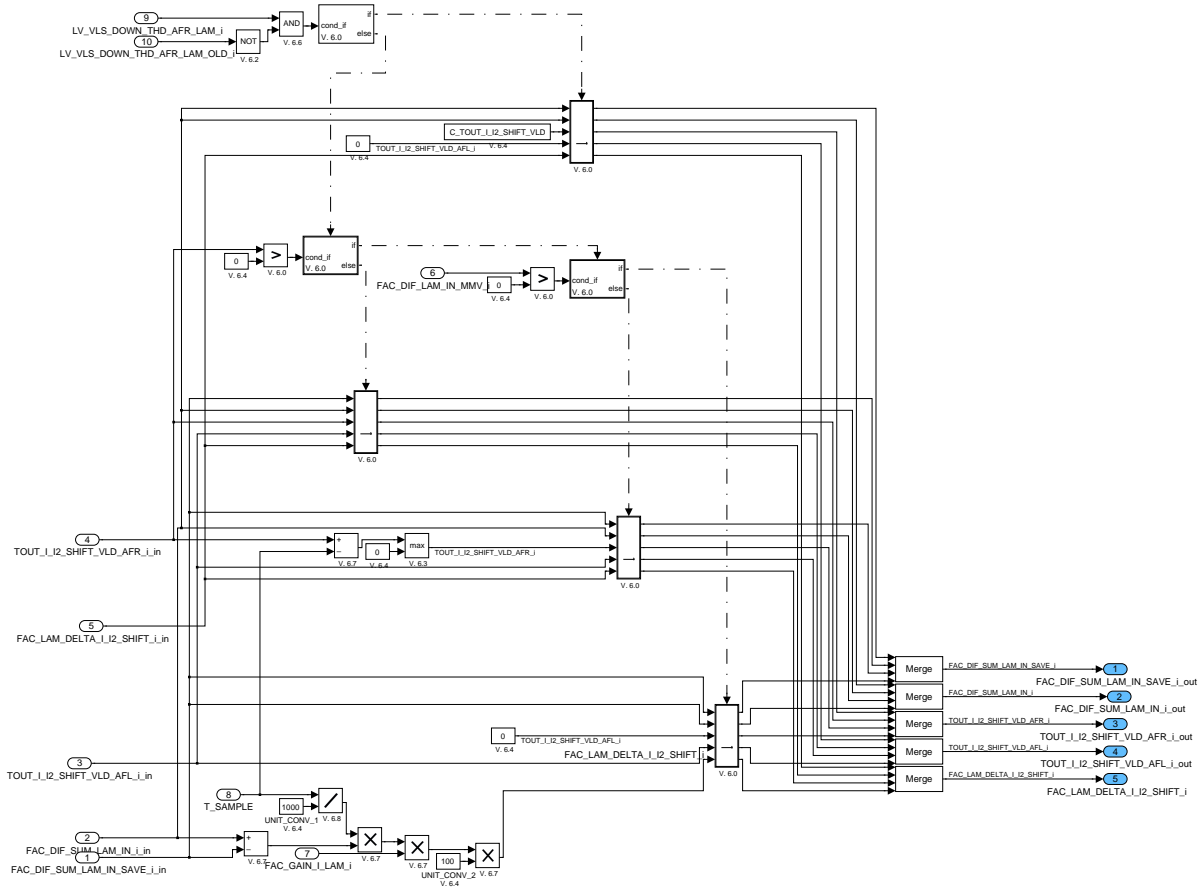 9
LV_VLS_DOWN_THD_AFR_LAM_i
10
LV_VLS_DOWN_THD_AFR_LAM_OLD_i
NOT
V. 6.2
AND
V. 6.6
if
cond_if
else
V. 6.0
C_TOUT_I_I2_SHIFT_VLD
V. 6.4
0
V. 6.4
TOUT_I_I2_SHIFT_VLD_AFL_i
→
V. 6.0
0
V. 6.4
>
V. 6.0
if
cond_if
else
V. 6.0
6
FAC_DIF_LAM_IN_MMV_i
0
V. 6.4
>
V. 6.0
if
cond_if
else
V. 6.0
→
V. 6.0
4
TOUT_I_I2_SHIFT_VLD_AFR_i_in
+
−
V. 6.7
0
V. 6.4
max
V. 6.3
TOUT_I_I2_SHIFT_VLD_AFR_i
→
V. 6.0
5
FAC_LAM_DELTA_I_I2_SHIFT_i_in
0
V. 6.4
TOUT_I_I2_SHIFT_VLD_AFL_i
FAC_LAM_DELTA_I_I2_SHIFT_i
→
V. 6.0
3
TOUT_I_I2_SHIFT_VLD_AFL_i_in
8
T_SAMPLE
1000
UNIT_CONV_1
V. 6.4
V. 6.8
2
FAC_DIF_SUM_LAM_IN_i_in
1
FAC_DIF_SUM_LAM_IN_SAVE_i_in
+
−
V. 6.7
7
FAC_GAIN_I_LAM_i
×
V. 6.7
×
V. 6.7
100
UNIT_CONV_2
V. 6.4
×
V. 6.7
Merge
FAC_DIF_SUM_LAM_IN_SAVE_i
1
FAC_DIF_SUM_LAM_IN_SAVE_i_out
Merge
FAC_DIF_SUM_LAM_IN_i
2
FAC_DIF_SUM_LAM_IN_i_out
Merge
TOUT_I_I2_SHIFT_VLD_AFR_i
3
TOUT_I_I2_SHIFT_VLD_AFR_i_out
Merge
TOUT_I_I2_SHIFT_VLD_AFL_i
4
TOUT_I_I2_SHIFT_VLD_AFL_i_out
Merge
FAC_LAM_DELTA_I_I2_SHIFT_i
5
FAC_LAM_DELTA_I_I2_SHIFT_i